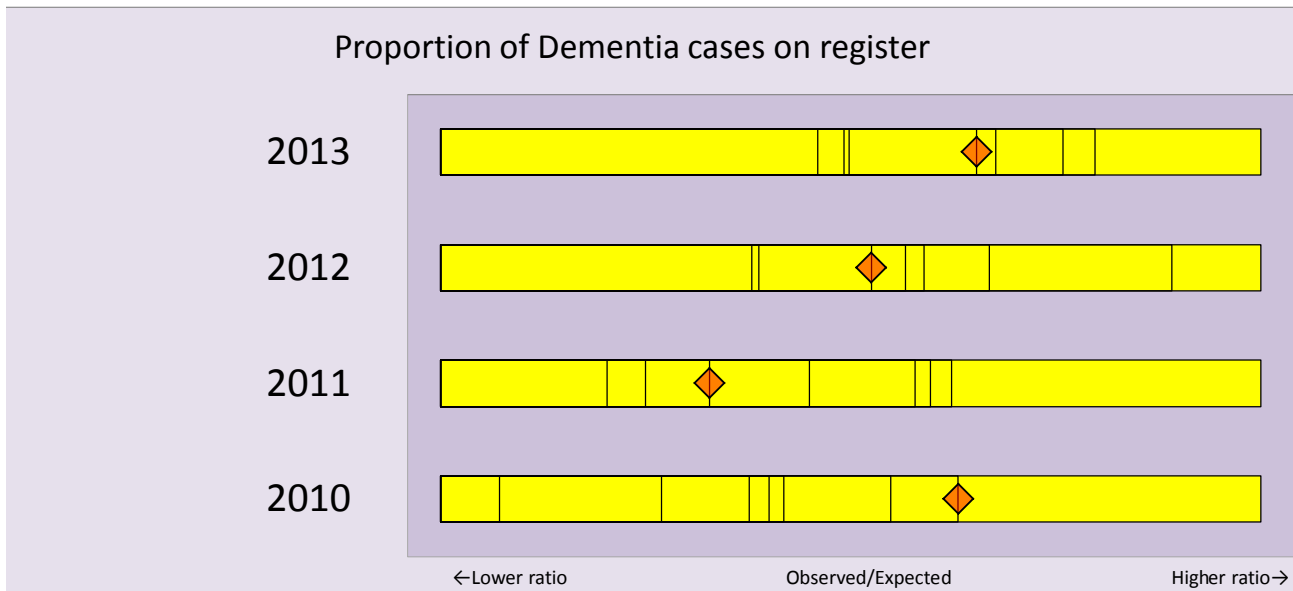 Proportion of Dementia cases on register
2013
2012
2011
2010
←Lower ratio Observed/Expected Higher ratio→